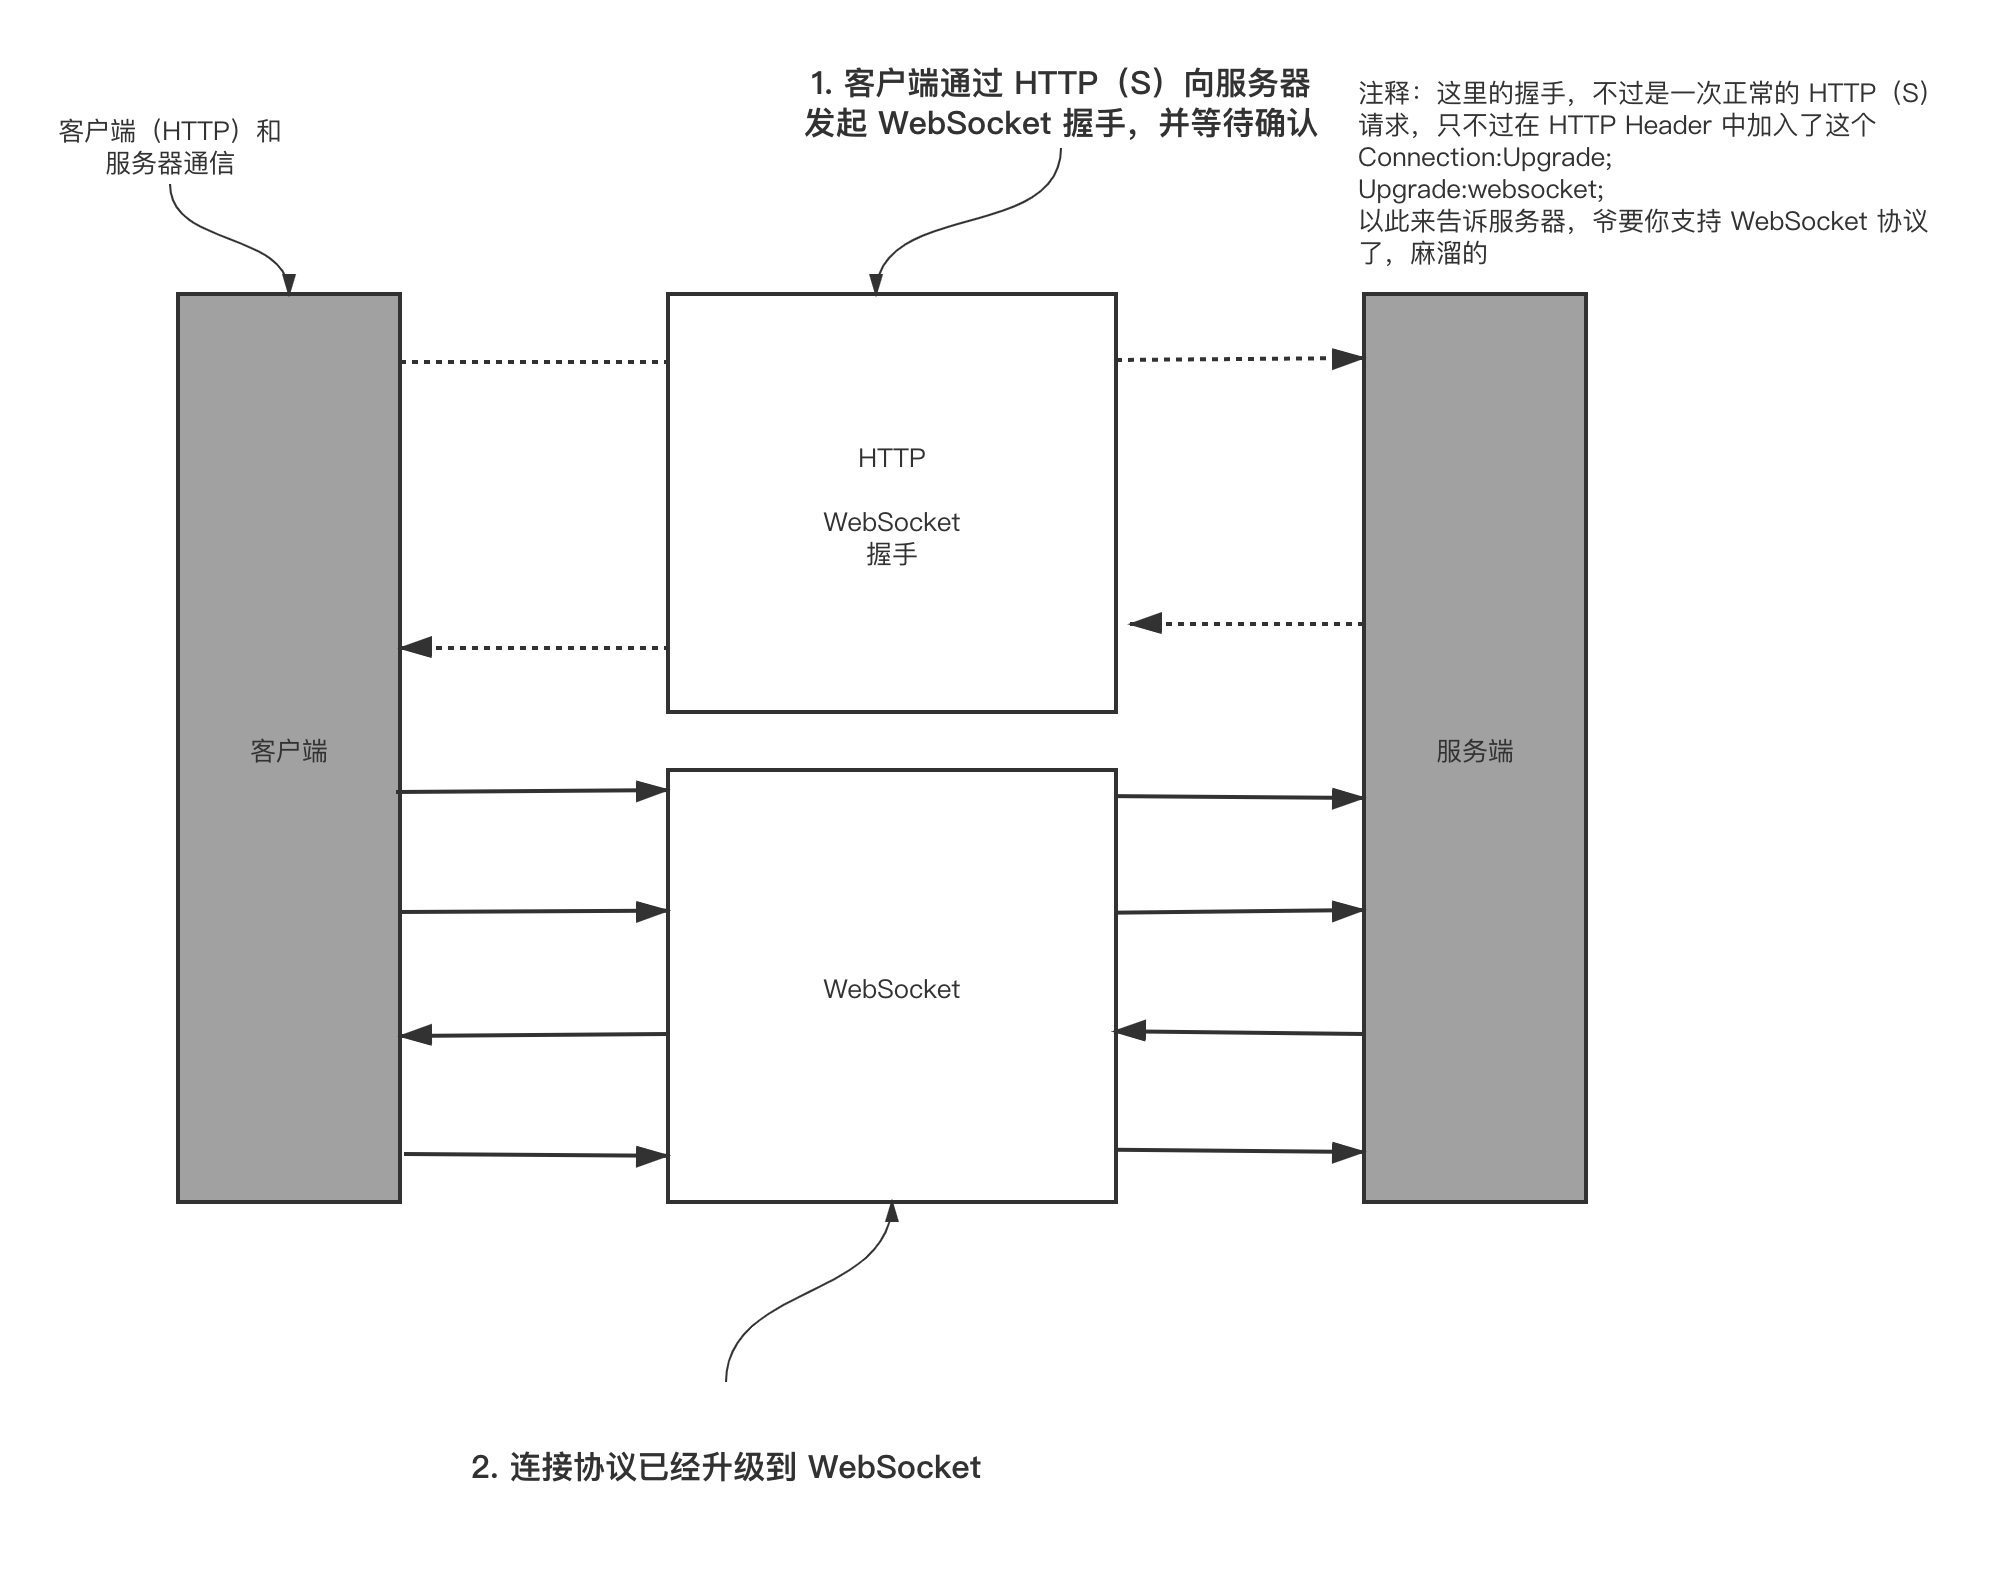 客户端（HTTP）和
服务器通信
1. 客户端通过 HTTP（S）向服务器
发起 WebSocket 握手，并等待确认
注释：这里的握手，不过是一次正常的 HTTP（S）
请求，只不过在 HTTP Header 中加入了这个
Connection:Upgrade;
Upgrade:websocket;
以此来告诉服务器，爷要你支持 WebSocket 协议
了，麻溜的
HTTP
WebSocket
握手
客户端
服务端
WebSocket
2. 连接协议已经升级到 WebSocket